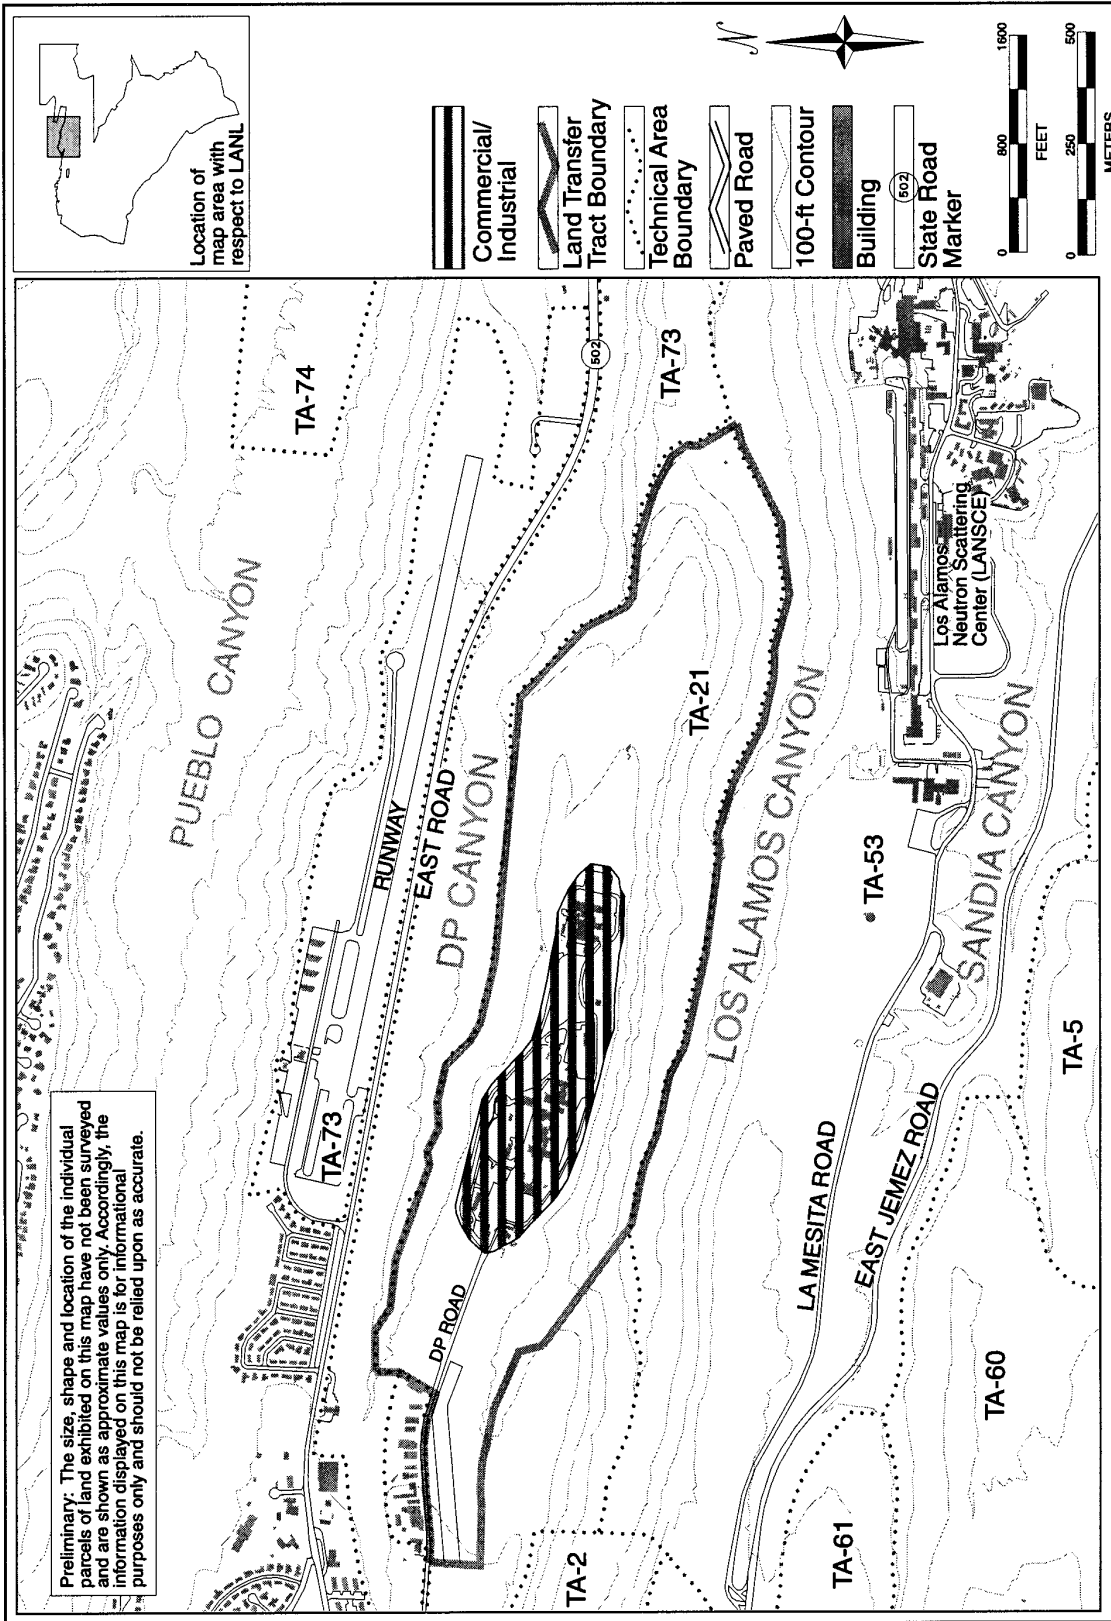 Preliminary: The size, shape and location of the individual
parcels of land exhibited on this map have not been surveyed
and are shown as approximate values only. Accordingly, the
information displayed on this map is for informational
purposes only and should not be relied upon as accurate.
PUEBLO CANYON
TA-74
TA-73
RUNWAY
EAST ROAD
502
DP CANYON
TA-73
DP ROAD
TA-21
LOS ALAMOS CANYON
TA-2
TA-53
Los Alamos
Neutron Scattering
Center (LANSCE)
LA MESITA ROAD
SANDIA CANYON
EAST JEMEZ ROAD
TA-61
TA-60
TA-5
Location of
map area with
respect to LANL
Commercial/
Industrial
Land Transfer
Tract Boundary
Technical Area
Boundary
Paved Road
100-ft Contour
Building
502
State Road
Marker
N
0 800 1600
FEET
0 250 500
METERS